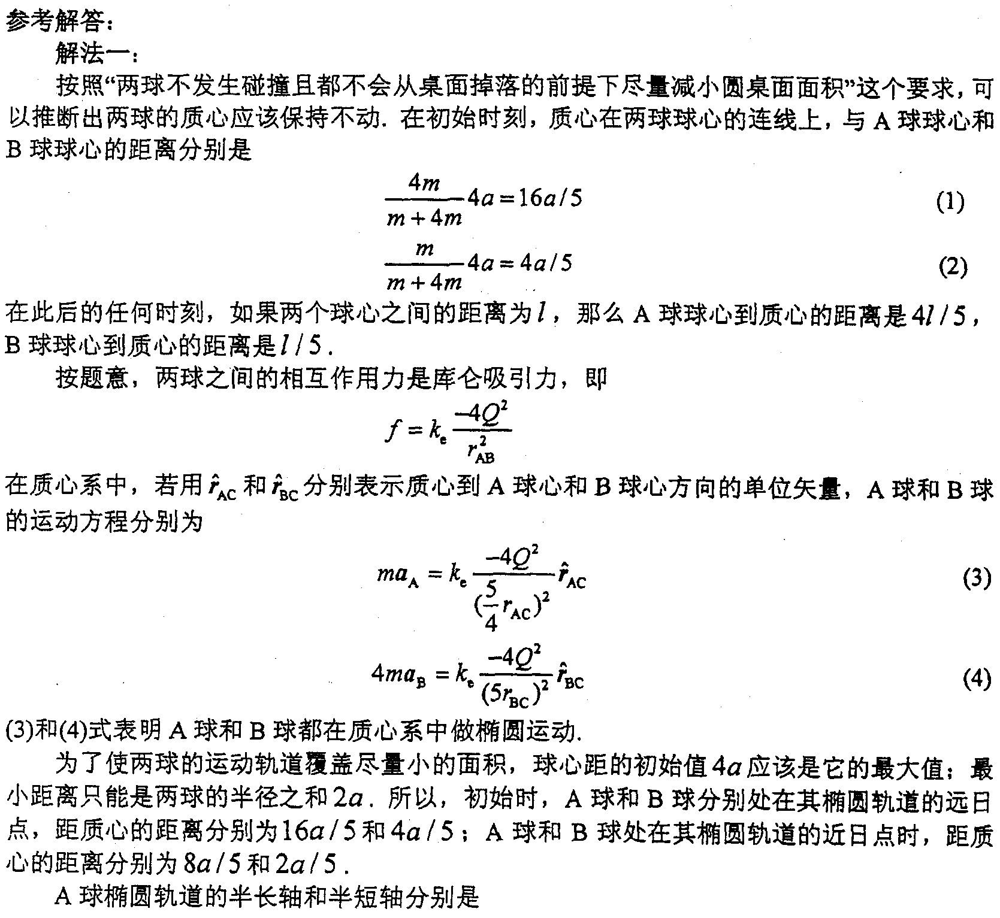 参考解答:
解法一:
按照“两球不发生碰撞且都不会从桌面掉落的前提下尽量减小圆桌面面积”这个要求, 可
以推断出两球的质心应该保持不动. 在初始时刻, 质心在两球球心的连线上, 与 A 球球心和
B 球球心的距离分别是
$\frac{4m}{m+4m}4a=16a/5$ (1)
$\frac{m}{m+4m}4a=4a/5$ (2)
在此后的任何时刻, 如果两个球心之间的距离为 $l$, 那么 A 球球心到质心的距离是 $4l/5$,
B 球球心到质心的距离是 $l/5$.
按题意, 两球之间的相互作用力是库仑吸引力, 即
$f=k_e\frac{-4Q^2}{r_{AB}^2}$
在质心系中, 若用 $\hat{r}_{AC}$ 和 $\hat{r}_{BC}$ 分别表示质心到 A 球心和 B 球心方向的单位矢量, A 球和 B 球
的运动方程分别为
$ma_A=k_e\frac{-4Q^2}{(\frac{5}{4}r_{AC})^2}\hat{r}_{AC}$ (3)
$4ma_B=k_e\frac{-4Q^2}{(5r_{BC})^2}\hat{r}_{BC}$ (4)
(3)和(4)式表明 A 球和 B 球都在质心系中做椭圆运动.
为了使两球的运动轨道覆盖尽量小的面积, 球心距的初始值 $4a$ 应该是它的最大值; 最
小距离只能是两球的半径之和 $2a$. 所以, 初始时, A 球和 B 球分别处在其椭圆轨道的远日
点, 距质心的距离分别为 $16a/5$ 和 $4a/5$; A 球和 B 球处在其椭圆轨道的近日点时, 距质
心的距离分别为 $8a/5$ 和 $2a/5$.
A 球椭圆轨道的半长轴和半短轴分别是